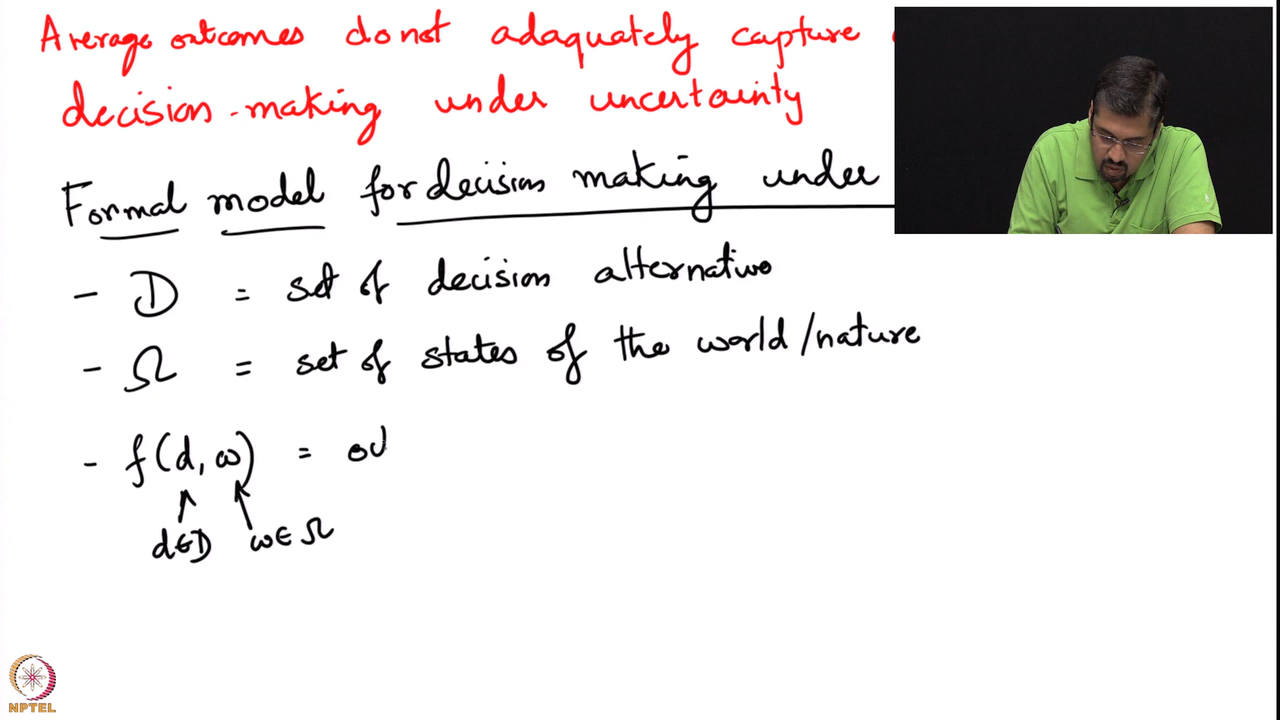 Average outcomes do not adaquately capture
decision-making under uncertainty
Formal model for decision making under
- D = set of decision alternative
- Ω = set of states of the world/nature
- f(d, ω) = ou
d∈D ω∈Ω
NPTEL